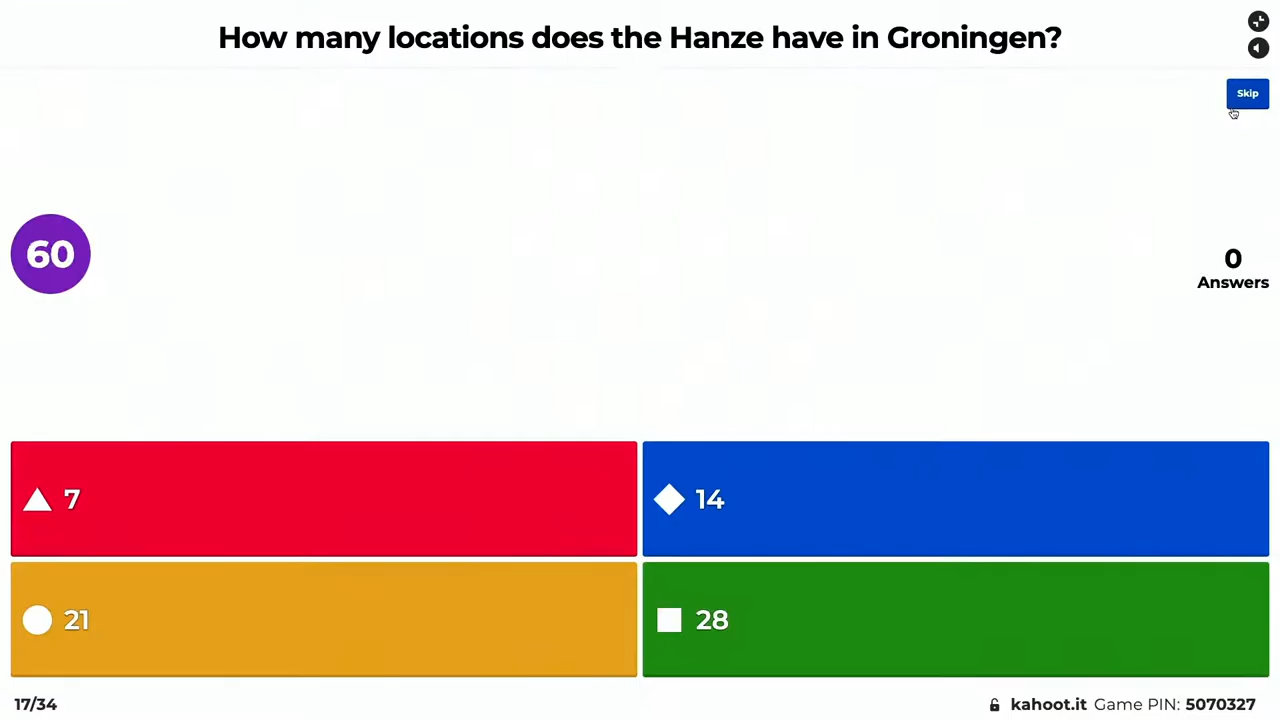 How many locations does the Hanze have in Groningen?
Skip
60
0
Answers
7
14
21
28
17/34
kahoot.it Game PIN: 5070327